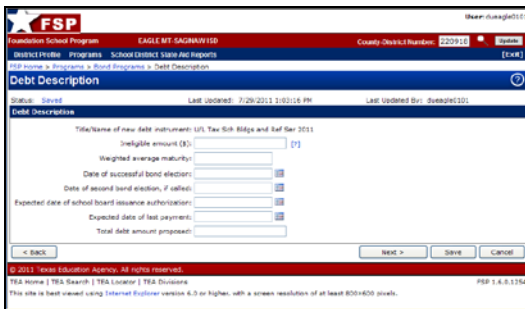 User: dueagle0101
FSP
Foundation School Program EAGLE MT-SAGINAW ISD County-District Number: 220918 Update
District Profile Programs School District State Aid Reports [Exit]
FSP Home > Programs > Bond Programs > Debt Description
Debt Description ?
Status: Saved Last Updated: 7/29/2011 1:03:16 PM Last Updated By: dueagle0101
Debt Description
Title/Name of new debt instrument: U/L Tax Sch Bldgs and Ref Ser 2011
Ineligible amount ($): [?]
Weighted average maturity:
Date of successful bond election:
Date of second bond election, if called:
Expected date of school board issuance authorization:
Expected date of last payment:
Total debt amount proposed:
< Back Next > Save Cancel
© 2011 Texas Education Agency. All rights reserved.
TEA Home | TEA Search | TEA Locator | TEA Divisions FSP 1.6.0.1254
This site is best viewed using Internet Explorer version 6.0 or higher, with a screen resolution of at least 800x600 pixels.